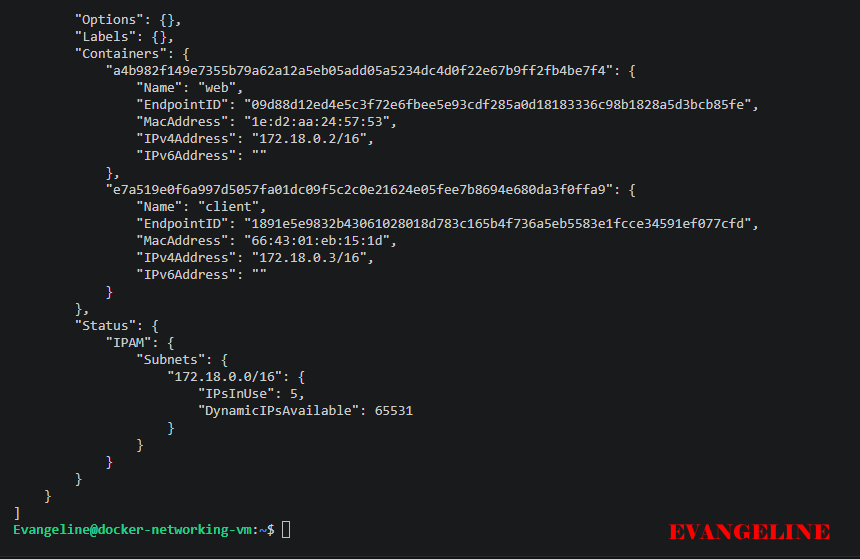 "Options": {},
"Labels": {},
"Containers": {
"a4b982f149e7355b79a62a12a5eb05add05a5234dc4d0f22e67b9ff2fb4be7f4": {
"Name": "web",
"EndpointID": "09d88d12ed4e5c3f72e6fbee5e93cdf285a0d18183336c98b1828a5d3bcb85fe",
"MacAddress": "1e:d2:aa:24:57:53",
"IPv4Address": "172.18.0.2/16",
"IPv6Address": ""
},
"e7a519e0f6a997d5057fa01dc09f5c2c0e21624e05fee7b8694e680da3f0ffa9": {
"Name": "client",
"EndpointID": "1891e5e9832b43061028018d783c165b4f736a5eb5583e1fcce34591ef077cfd",
"MacAddress": "66:43:01:eb:15:1d",
"IPv4Address": "172.18.0.3/16",
"IPv6Address": ""
}
},
"Status": {
"IPAM": {
"Subnets": {
"172.18.0.0/16": {
"IPsInUse": 5,
"DynamicIPsAvailable": 65531
}
}
}
}
}
]
Evangeline@docker-networking-vm:~$
EVANGELINE